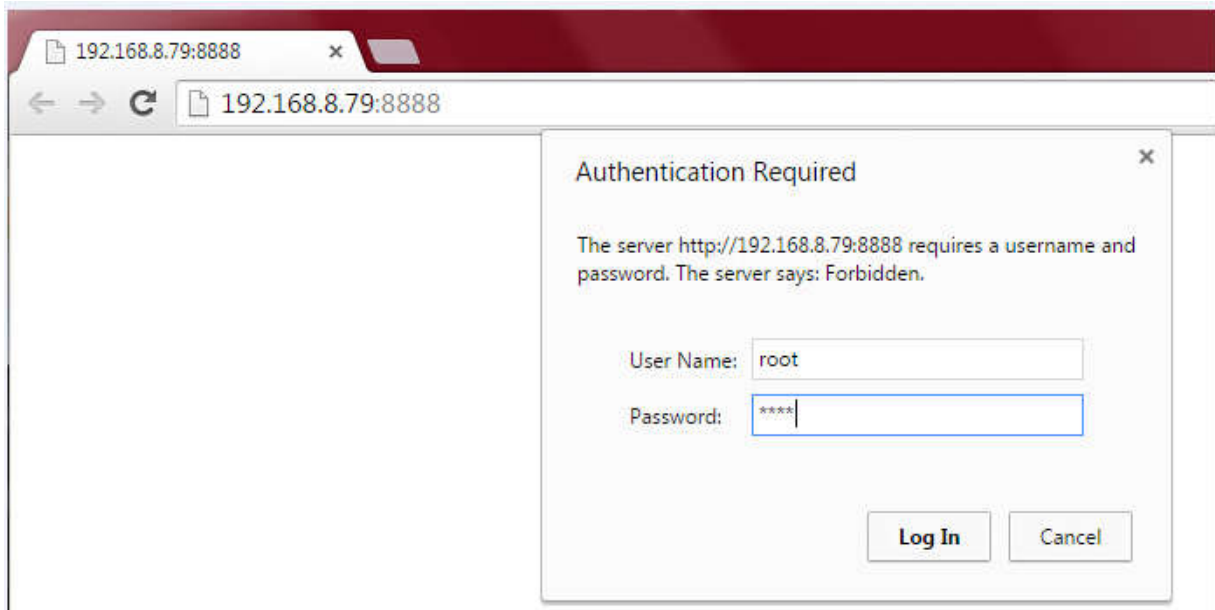 192.168.8.79:8888
192.168.8.79:8888
Authentication Required
The server http://192.168.8.79:8888 requires a username and
password. The server says: Forbidden.
User Name: root
Password: ****
Log In Cancel